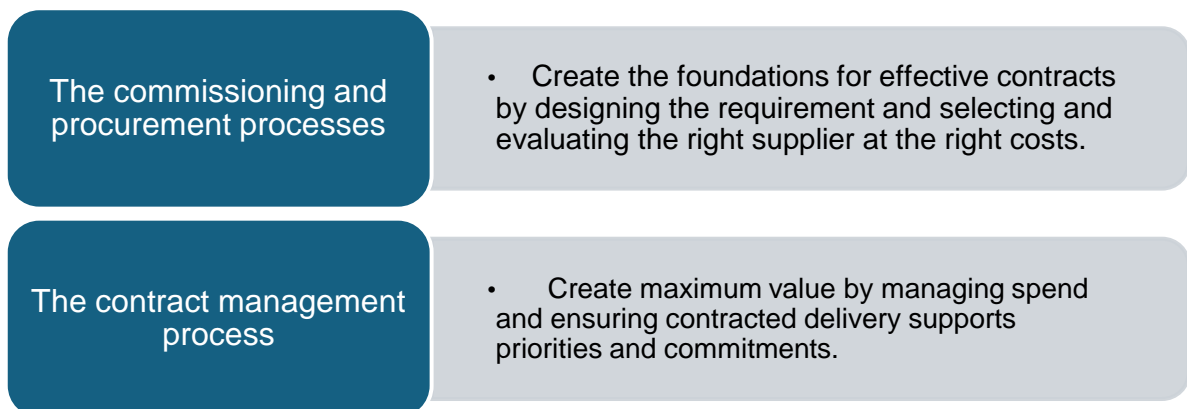 The commissioning and
procurement processes
• Create the foundations for effective contracts
by designing the requirement and selecting and
evaluating the right supplier at the right costs.
The contract management
process
• Create maximum value by managing spend
and ensuring contracted delivery supports
priorities and commitments.